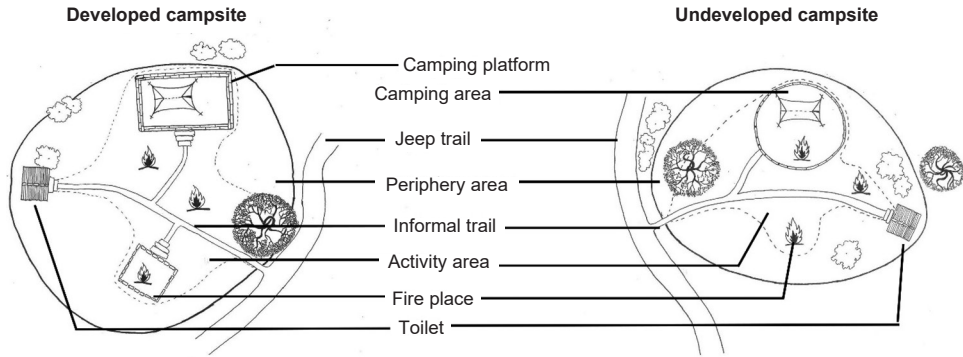 Developed campsite
Undeveloped campsite
Camping platform
Camping area
Jeep trail
Periphery area
Informal trail
Activity area
Fire place
Toilet